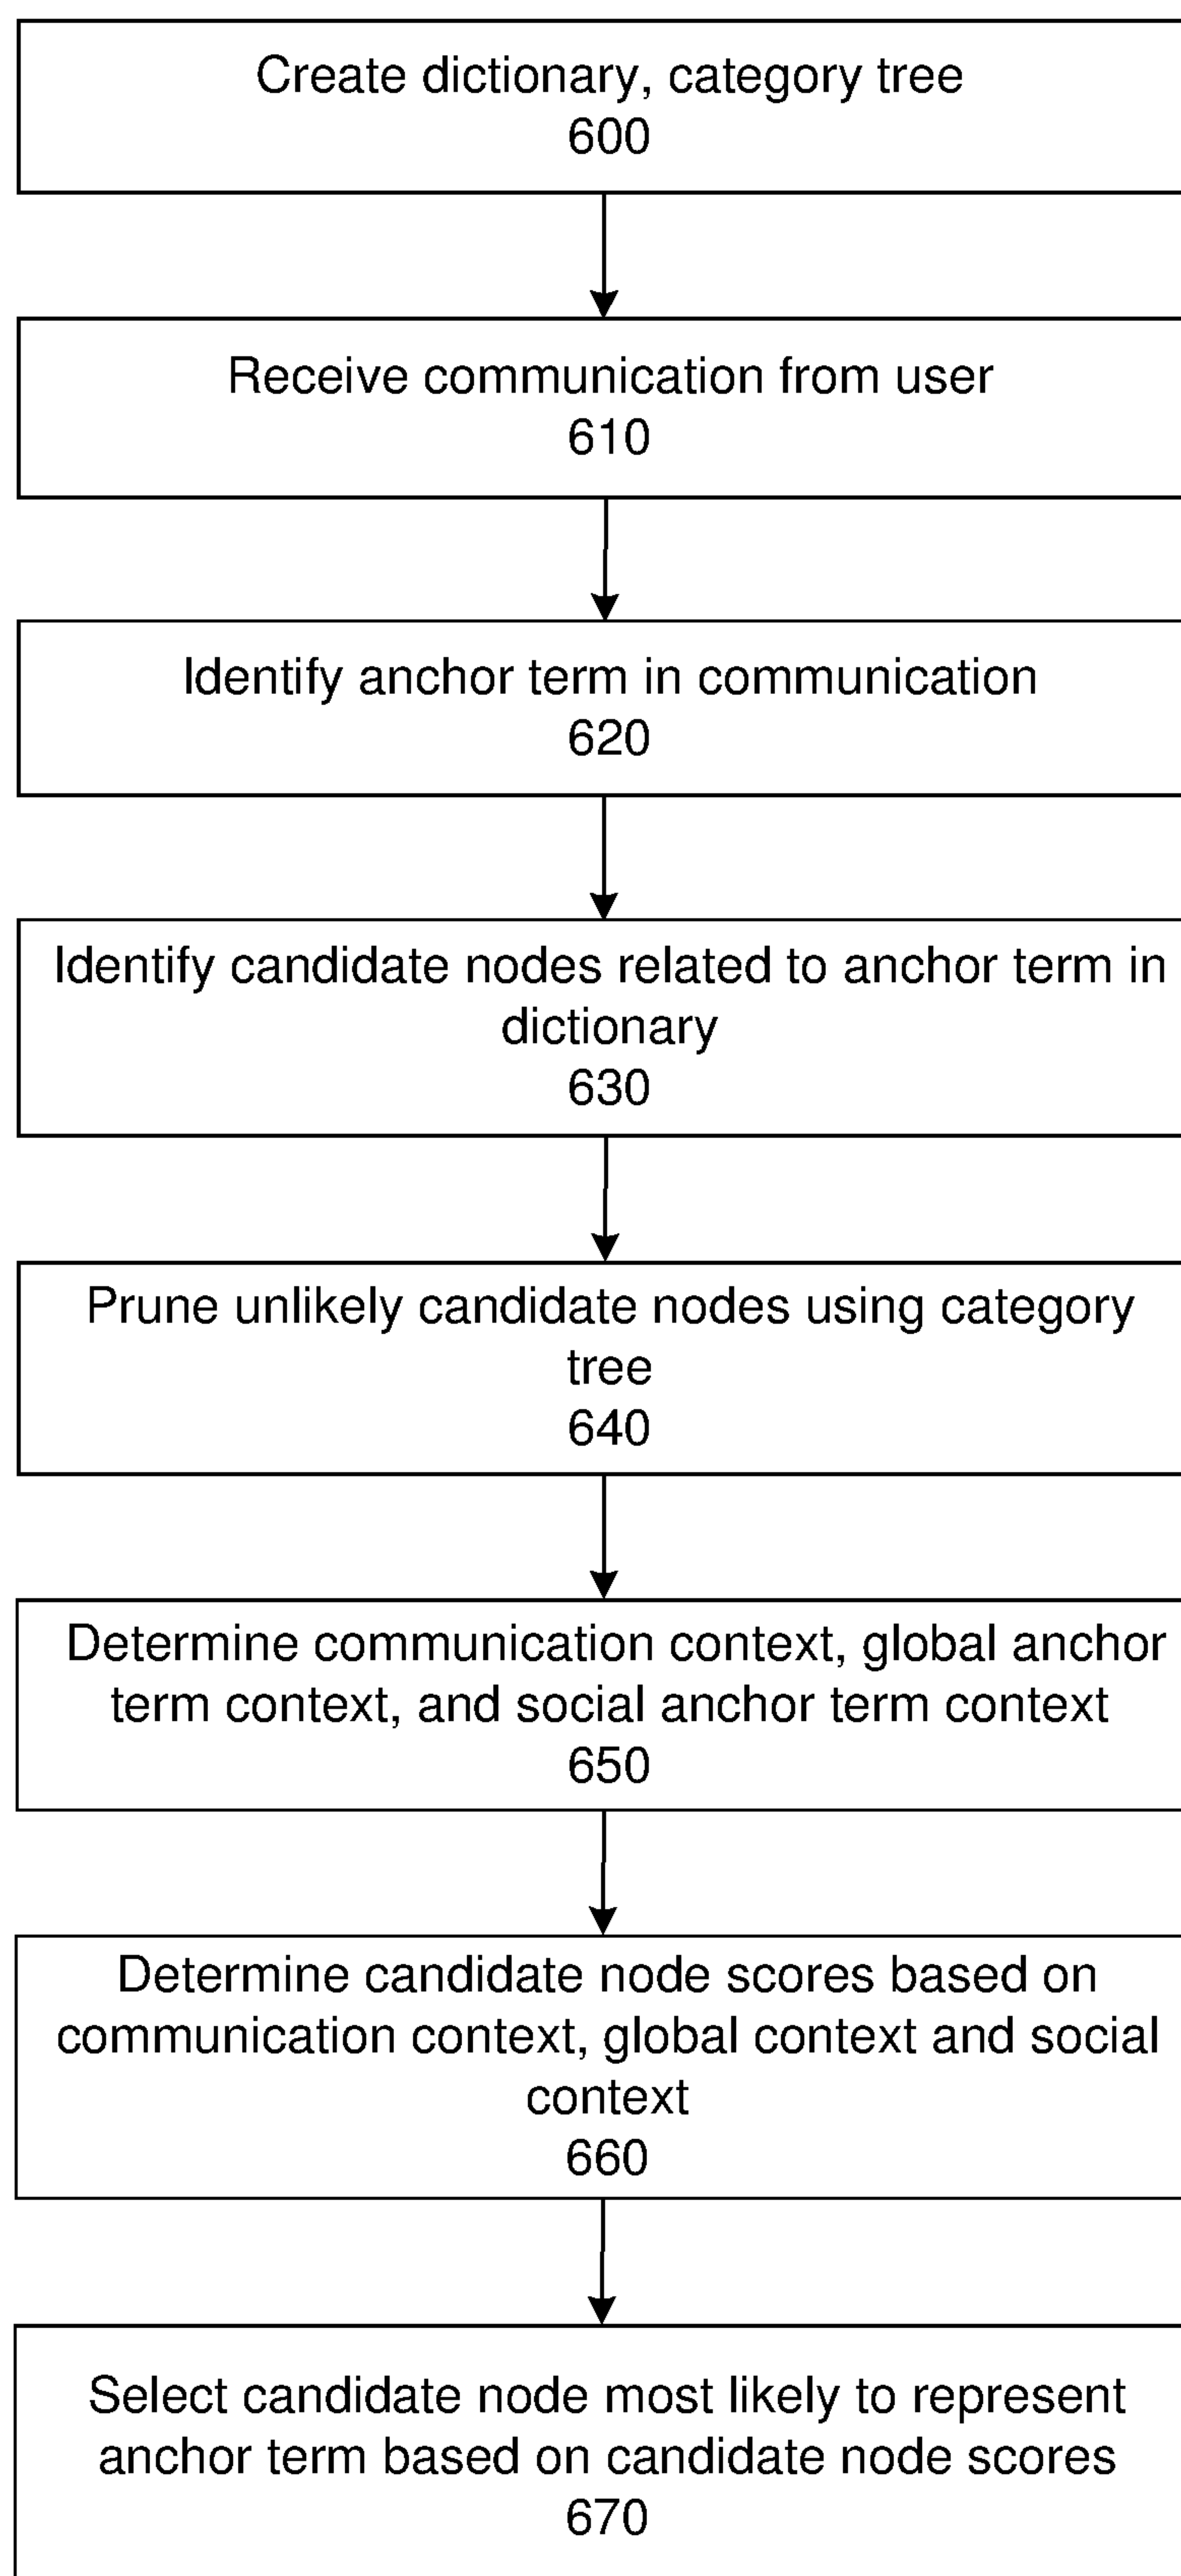 Create dictionary, category tree
600
Receive communication from user
610
Identify anchor term in communication
620
Identify candidate nodes related to anchor term in
dictionary
630
Prune unlikely candidate nodes using category
tree
640
Determine communication context, global anchor
term context, and social anchor term context
650
Determine candidate node scores based on
communication context, global context and social
context
660
Select candidate node most likely to represent
anchor term based on candidate node scores
670